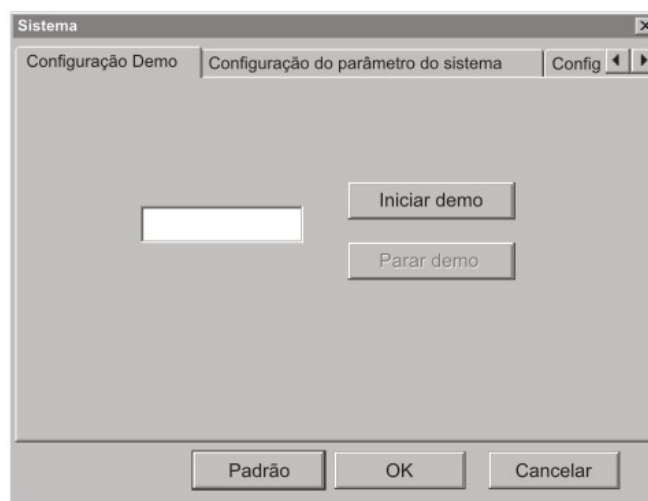 Sistema
Configuração Demo Configuração do parâmetro do sistema Config
Iniciar demo
Parar demo
Padrão OK Cancelar